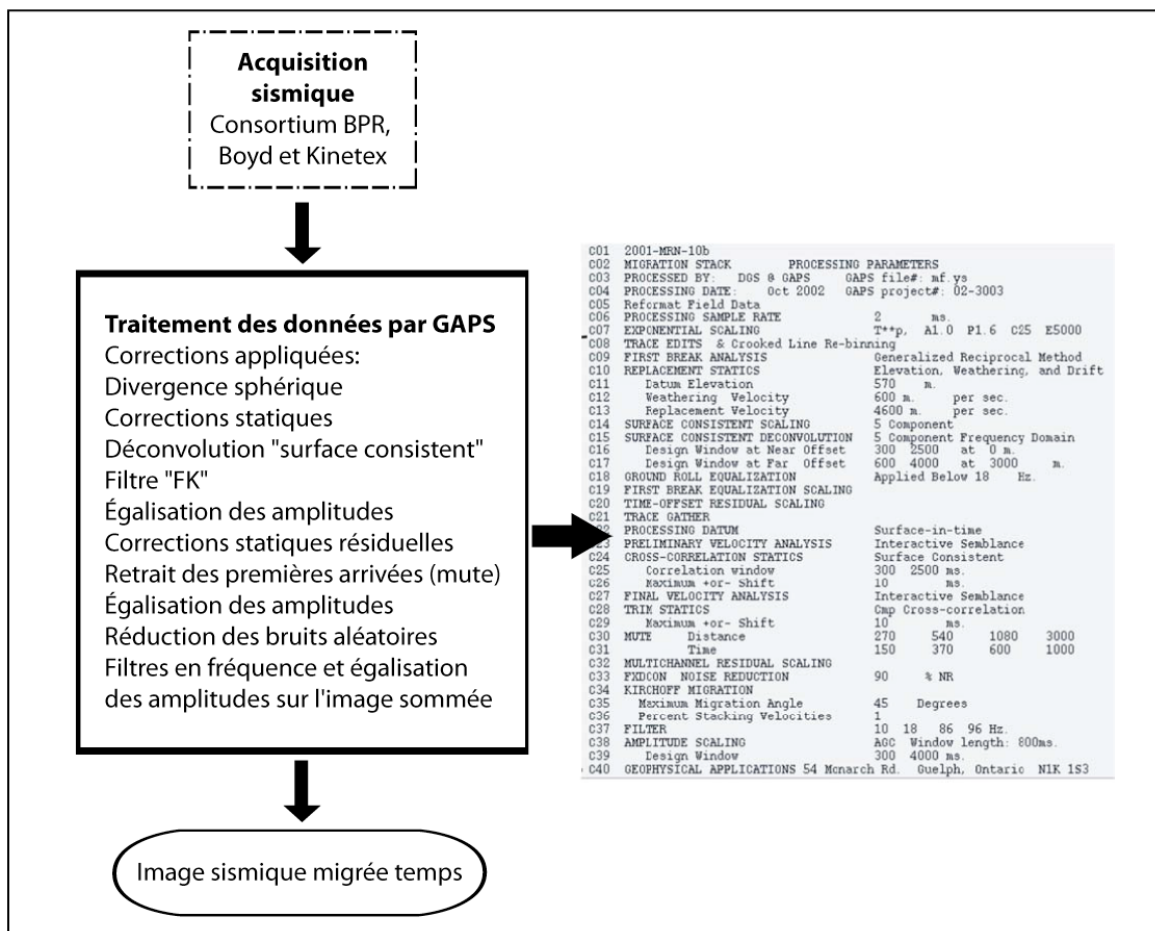 Acquisition
sismique
Consortium BPR,
Boyd et Kinetex
Traitement des données par GAPS
Corrections appliquées:
Divergence sphérique
Corrections statiques
Déconvolution "surface consistent"
Filtre "FK"
Égalisation des amplitudes
Corrections statiques résiduelles
Retrait des premières arrivées (mute)
Égalisation des amplitudes
Réduction des bruits aléatoires
Filtres en fréquence et égalisation
des amplitudes sur l'image sommée
Image sismique migrée temps
C01 2001-MRN-10b
C02 MIGRATION STACK PROCESSING PARAMETERS
C03 PROCESSED BY: DGS @ GAPS GAPS file#: mf.ys
C04 PROCESSING DATE: Oct 2002 GAPS project#: 02-3003
C05 Reformat Field Data
C06 PROCESSING SAMPLE RATE 2 ms.
C07 EXPONENTIAL SCALING T**p, A1.0 P1.6 C25 E5000
C08 TRACE EDITS & Crooked Line Re-binning
C09 FIRST BREAK ANALYSIS Generalized Reciprocal Method
C10 REPLACEMENT STATICS Elevation, Weathering, and Drift
C11 Datum Elevation 570 m.
C12 Weathering Velocity 600 m. per sec.
C13 Replacement Velocity 4600 m. per sec.
C14 SURFACE CONSISTENT SCALING 5 Component
C15 SURFACE CONSISTENT DECONVOLUTION 5 Component Frequency Domain
C16 Design Window at Near Offset 300 2500 at 0 m.
C17 Design Window at Far Offset 600 4000 at 3000 m.
C18 GROUND ROLL EQUALIZATION Applied Below 18 Hz.
C19 FIRST BREAK EQUALIZATION SCALING
C20 TIME-OFFSET RESIDUAL SCALING
C21 TRACE GATHER
PROCESSING DATUM Surface-in-time
PRELIMINARY VELOCITY ANALYSIS Interactive Semblance
C24 CROSS-CORRELATION STATICS Surface Consistent
C25 Correlation window 300 2500 ms.
C26 Maximum +or- Shift 10 ms.
C27 FINAL VELOCITY ANALYSIS Interactive Semblance
C28 TRIM STATICS Cmp Cross-correlation
C29 Maximum +or- Shift 10 ms.
C30 MUTE Distance 270 540 1080 3000
C31 Time 150 370 600 1000
C32 MULTICHANNEL RESIDUAL SCALING
C33 FXDCON NOISE REDUCTION 90 % NR
C34 KIRCHOFF MIGRATION
C35 Maximum Migration Angle 45 Degrees
C36 Percent Stacking Velocities 1
C37 FILTER 10 18 86 96 Hz.
C38 AMPLITUDE SCALING AGC Window length: 800ms.
C39 Design Window 300 4000 ms.
C40 GEOPHYSICAL APPLICATIONS 54 Monarch Rd. Guelph, Ontario N1K 1S3